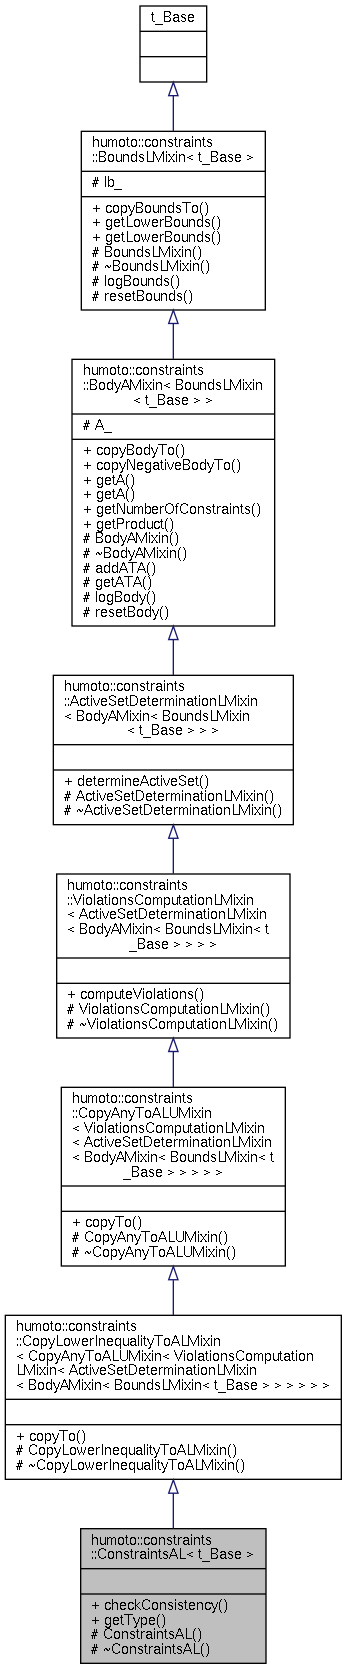 t_Base
humoto::constraints
::BoundsLMixin< t_Base >
# lb_
+ copyBoundsTo()
+ getLowerBounds()
+ getLowerBounds()
# BoundsLMixin()
# ~BoundsLMixin()
# logBounds()
# resetBounds()
humoto::constraints
::BodyAMixin< BoundsLMixin
< t_Base > >
# A_
+ copyBodyTo()
+ copyNegativeBodyTo()
+ getA()
+ getA()
+ getNumberOfConstraints()
+ getProduct()
# BodyAMixin()
# ~BodyAMixin()
# addATA()
# getATA()
# logBody()
# resetBody()
humoto::constraints
::ActiveSetDeterminationLMixin
< BodyAMixin< BoundsLMixin
< t_Base > > >
+ determineActiveSet()
# ActiveSetDeterminationLMixin()
# ~ActiveSetDeterminationLMixin()
humoto::constraints
::ViolationsComputationLMixin
< ActiveSetDeterminationLMixin
< BodyAMixin< BoundsLMixin< t
_Base > > > >
+ computeViolations()
# ViolationsComputationLMixin()
# ~ViolationsComputationLMixin()
humoto::constraints
::CopyAnyToALUMixin
< ViolationsComputationLMixin
< ActiveSetDeterminationLMixin
< BodyAMixin< BoundsLMixin< t
_Base > > > > >
+ copyTo()
# CopyAnyToALUMixin()
# ~CopyAnyToALUMixin()
humoto::constraints
::CopyLowerInequalityToALMixin
< CopyAnyToALUMixin< ViolationsComputation
LMixin< ActiveSetDeterminationLMixin
< BodyAMixin< BoundsLMixin< t_Base > > > > > >
+ copyTo()
# CopyLowerInequalityToALMixin()
# ~CopyLowerInequalityToALMixin()
humoto::constraints
::ConstraintsAL< t_Base >
+ checkConsistency()
+ getType()
# ConstraintsAL()
# ~ConstraintsAL()